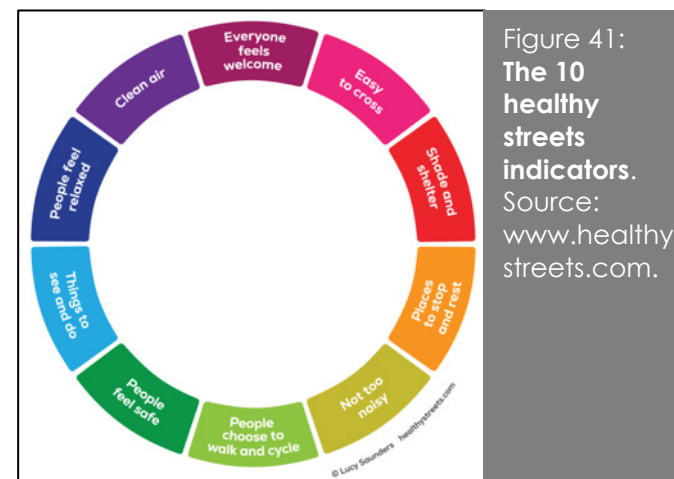 Everyone
feels
welcome
Easy
to cross
Shade and
shelter
Places
to stop
and rest
Not too
noisy
People
choose to
walk and cycle
People
feel safe
Things to
see and do
People feel
relaxed
Clean air
© Lucy Saunders healthystreets.com
Figure 41:
The 10
healthy
streets
indicators.
Source:
www.healthy
streets.com.